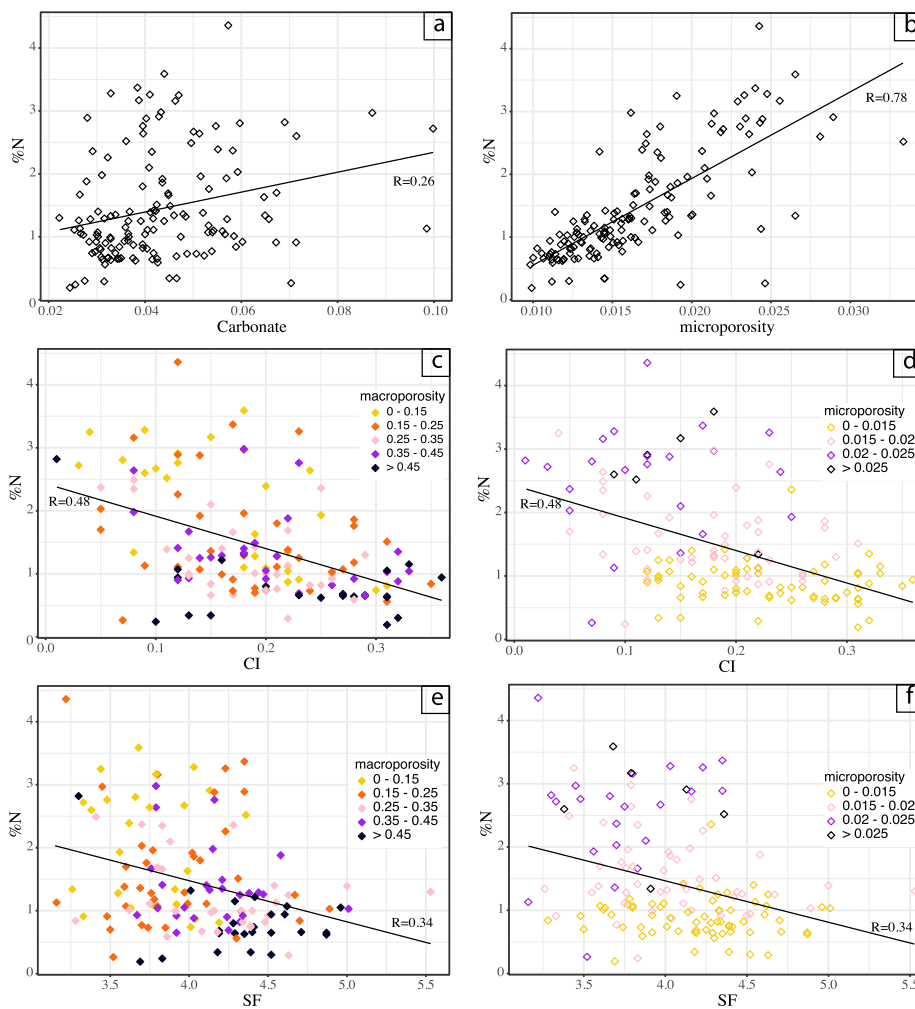 a
4
3
2
1
0
%N
R=0.26
0.02
0.04
0.06
0.08
0.10
Carbonate
b
4
3
2
1
0
%N
R=0.78
0.010
0.015
0.020
0.025
0.030
microporosity
c
4
3
2
1
0
%N
macroporosity
0 - 0.15
0.15 - 0.25
0.25 - 0.35
0.35 - 0.45
> 0.45
R=0.48
0.0
0.1
0.2
0.3
CI
d
4
3
2
1
0
%N
microporosity
0 - 0.015
0.015 - 0.02
0.02 - 0.025
> 0.025
R=0.48
0.0
0.1
0.2
0.3
CI
e
4
3
2
1
0
%N
microporosity
0 - 0.15
0.15 - 0.25
0.25 - 0.35
0.35 - 0.45
> 0.45
R=0.34
3.5
4.0
4.5
5.0
5.5
SF
f
4
3
2
1
0
%N
microporosity
0 - 0.015
0.015 - 0.02
0.02 - 0.025
> 0.025
R=0.34
3.5
4.0
4.5
5.0
5.5
SF